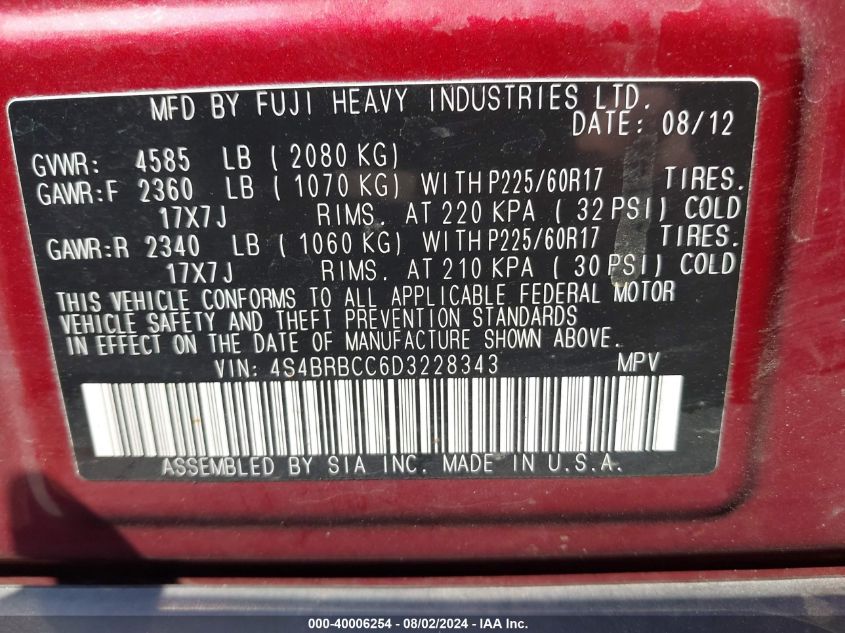 MFD BY FUJI HEAVY INDUSTRIES LTD.
DATE: 08/12
GVWR: 4585 LB ( 2080 KG)
GAWR:F 2360 LB ( 1070 KG) WITH P225/60R17 TIRES.
17X7J RIMS. AT 220 KPA ( 32 PSI) COLD
GAWR:R 2340 LB ( 1060 KG) WITH P225/60R17 TIRES.
17X7J RIMS. AT 210 KPA ( 30 PSI) COLD
THIS VEHICLE CONFORMS TO ALL APPLICABLE FEDERAL MOTOR
VEHICLE SAFETY AND THEFT PREVENTION STANDARDS
IN EFFECT ON THE DATE OF MANUFACTURE SHOWN ABOVE.
VIN: 4S4BRBCC6D3228343 MPV
ASSEMBLED BY SIA INC. MADE IN U.S.A.
000-40006254 - 08/02/2024 - IAAI.COM